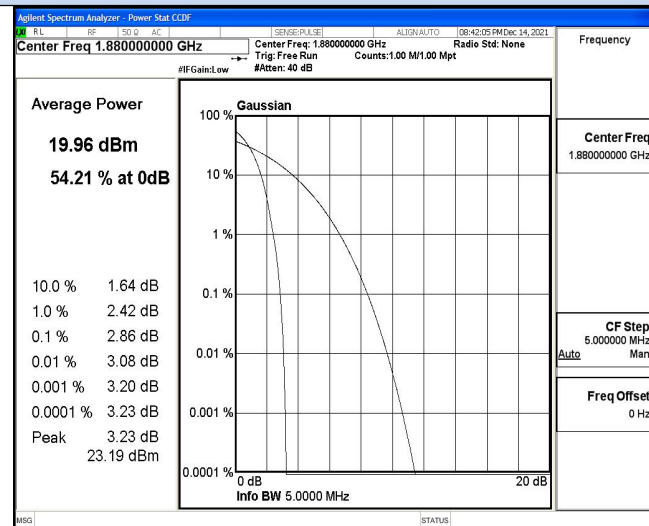 Agilent Spectrum Analyzer - Power Stat CCDF
LXI RL RF 50 Ω AC SENSE:PULSE ALIGN AUTO 08:42:05 PM Dec 14, 2021
Center Freq 1.880000000 GHz
Center Freq: 1.880000000 GHz Radio Std: None
Trig: Free Run Counts:1.00 M/1.00 Mpt
#IFGain:Low #Atten: 40 dB
Frequency
Average Power
19.96 dBm
54.21 % at 0dB
10.0 % 1.64 dB
1.0 % 2.42 dB
0.1 % 2.86 dB
0.01 % 3.08 dB
0.001 % 3.20 dB
0.0001 % 3.23 dB
Peak 3.23 dB
23.19 dBm
Gaussian
100 %
10 %
1 %
0.1 %
0.01 %
0.001 %
0.0001 %
0 dB 20 dB
Info BW 5.0000 MHz
Center Freq
1.880000000 GHz
CF Step
5.000000 MHz
Auto Man
Freq Offset
0 Hz
MSG STATUS